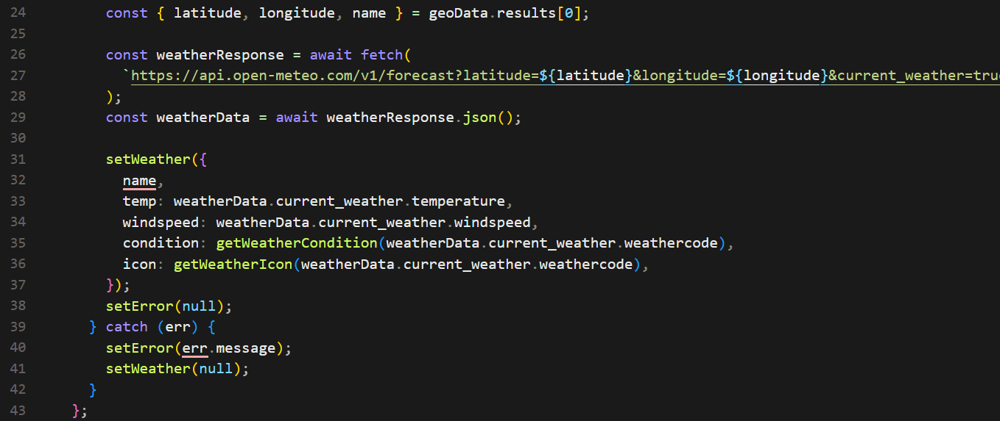 24 const { latitude, longitude, name } = geoData.results[0];
25
26 const weatherResponse = await fetch(
27 `https://api.open-meteo.com/v1/forecast?latitude=${latitude}&longitude=${longitude}&current_weather=true
28 );
29 const weatherData = await weatherResponse.json();
30
31 setWeather({
32 name,
33 temp: weatherData.current_weather.temperature,
34 windspeed: weatherData.current_weather.windspeed,
35 condition: getWeatherCondition(weatherData.current_weather.weathercode),
36 icon: getWeatherIcon(weatherData.current_weather.weathercode),
37 });
38 setError(null);
39 } catch (err) {
40 setError(err.message);
41 setWeather(null);
42 }
43 };